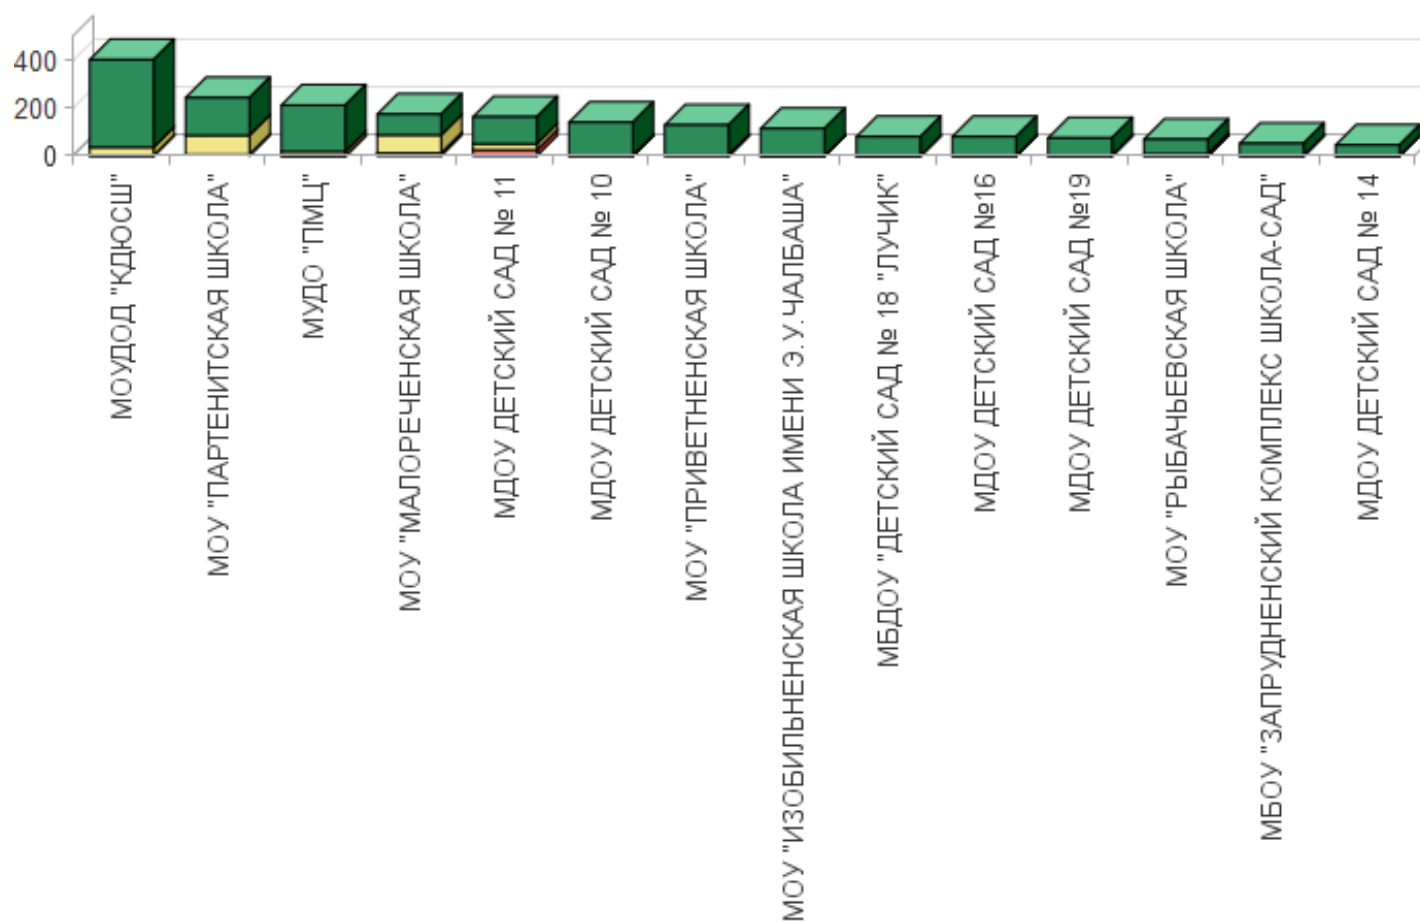 400
200
0
МОУДОД "КДЮСШ"
МОУ "ПАРТЕНИТСКАЯ ШКОЛА"
МУДО "ПМЦ"
МОУ "МАЛОРЕЧЕНСКАЯ ШКОЛА"
МДОУ ДЕТСКИЙ САД № 11
МДОУ ДЕТСКИЙ САД № 10
МОУ "ПРИВЕТНЕНСКАЯ ШКОЛА"
МОУ "ИЗОБИЛЬНЕНСКАЯ ШКОЛА ИМЕНИ Э.У.ЧАЛБАША"
МБДОУ "ДЕТСКИЙ САД № 18 "ЛУЧИК"
МДОУ ДЕТСКИЙ САД №16
МДОУ ДЕТСКИЙ САД №19
МОУ "РЫБАЧЬЕВСКАЯ ШКОЛА"
МБОУ "ЗАПРУДНЕНСКИЙ КОМПЛЕКС ШКОЛА-САД"
МДОУ ДЕТСКИЙ САД № 14